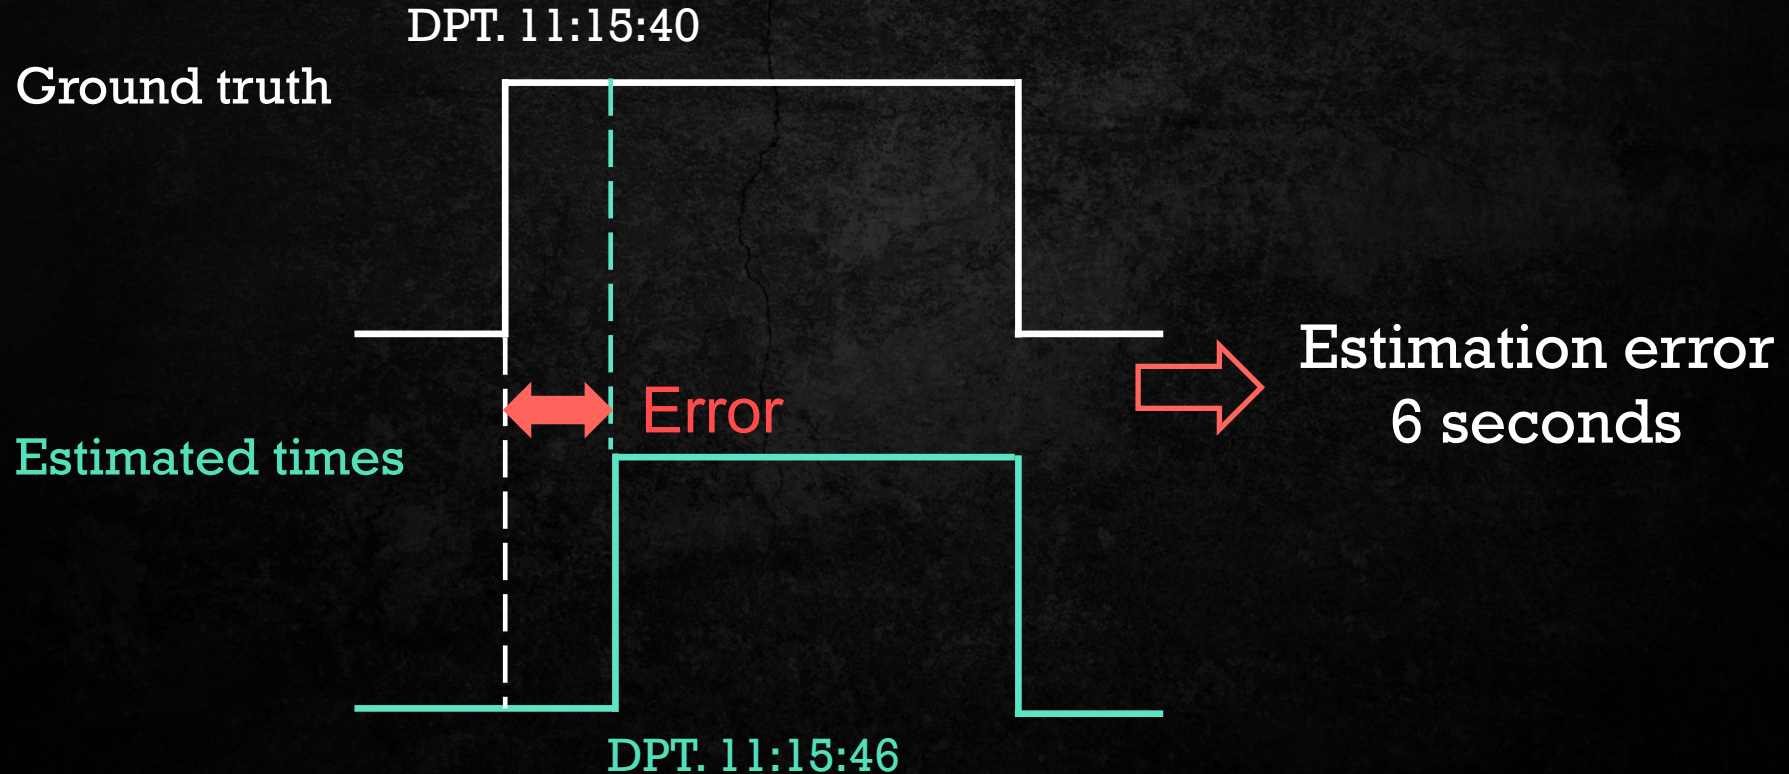 DPT. 11:15:40
Ground truth
Estimation error
6 seconds
Error
Estimated times
DPT. 11:15:46